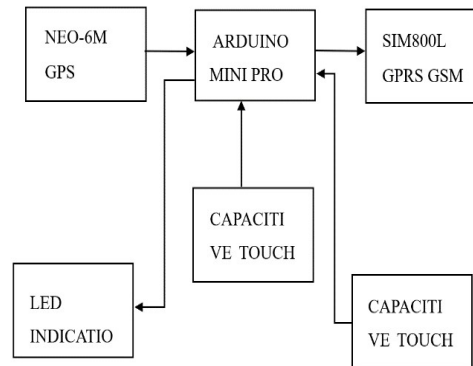 NEO-6M
GPS
ARDUINO
MINI PRO
SIM800L
GPRS GSM
CAPACITI
VE TOUCH
LED
INDICATIO
CAPACITI
VE TOUCH